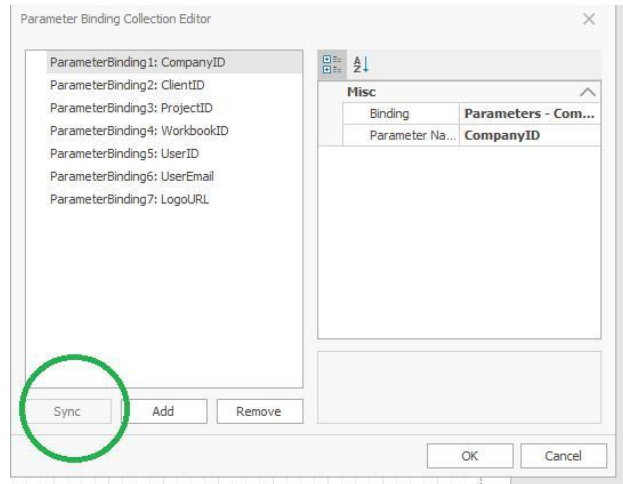 Parameter Binding Collection Editor
ParameterBinding1: CompanyID
ParameterBinding2: ClientID
ParameterBinding3: ProjectID
ParameterBinding4: WorkbookID
ParameterBinding5: UserID
ParameterBinding6: UserEmail
ParameterBinding7: LogoURL
Sync Add Remove
A
Z
Misc
Binding Parameters - Com...
Parameter Na... CompanyID
OK Cancel